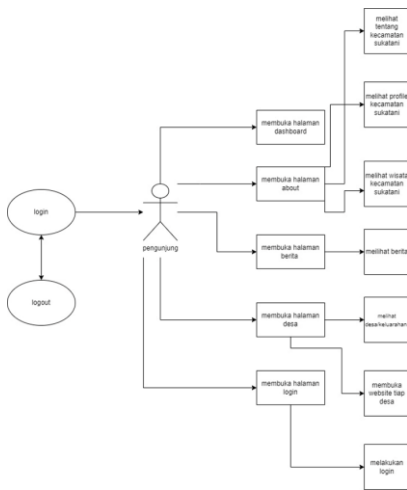 melihat
tentang
kecamatan
sukatani
membuka halaman
dashboard
melihat profile
kecamatan
sukatani
membuka halaman
about
melihat wisata
kecamatan
sukatani
login
pengunjung
membuka halaman
berita
melihat berita
logout
membuka halaman
desa
melihat
desa/keluarahan
membuka halaman
login
membuka
website tiap
desa
melakukan
login